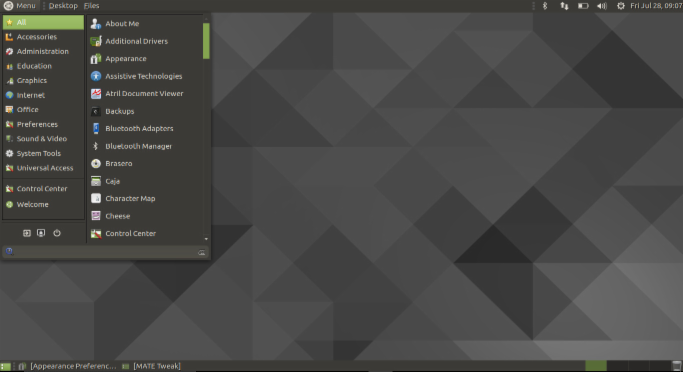 Menu Desktop Files Fri Jul 28, 09:07
All
Accessories
Administration
Education
Graphics
Internet
Office
Preferences
Sound & Video
System Tools
Universal Access
Control Center
Welcome
About Me
Additional Drivers
Appearance
Assistive Technologies
Atril Document Viewer
Backups
Bluetooth Adapters
Bluetooth Manager
Brasero
Caja
Character Map
Cheese
Control Center
[Appearance Preferenc... [MATE Tweak]